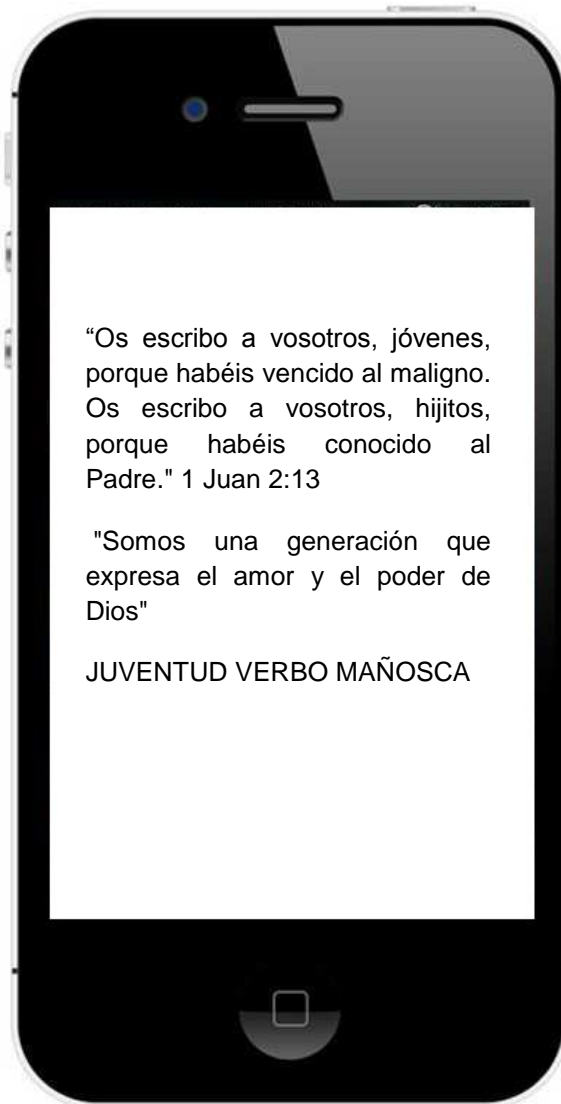 “Os escribo a vosotros, jóvenes,
porque habéis vencido al maligno.
Os escribo a vosotros, hijitos,
porque habéis conocido al
Padre." 1 Juan 2:13
"Somos una generación que
expresa el amor y el poder de
Dios"
JUVENTUD VERBO MAÑOSCA